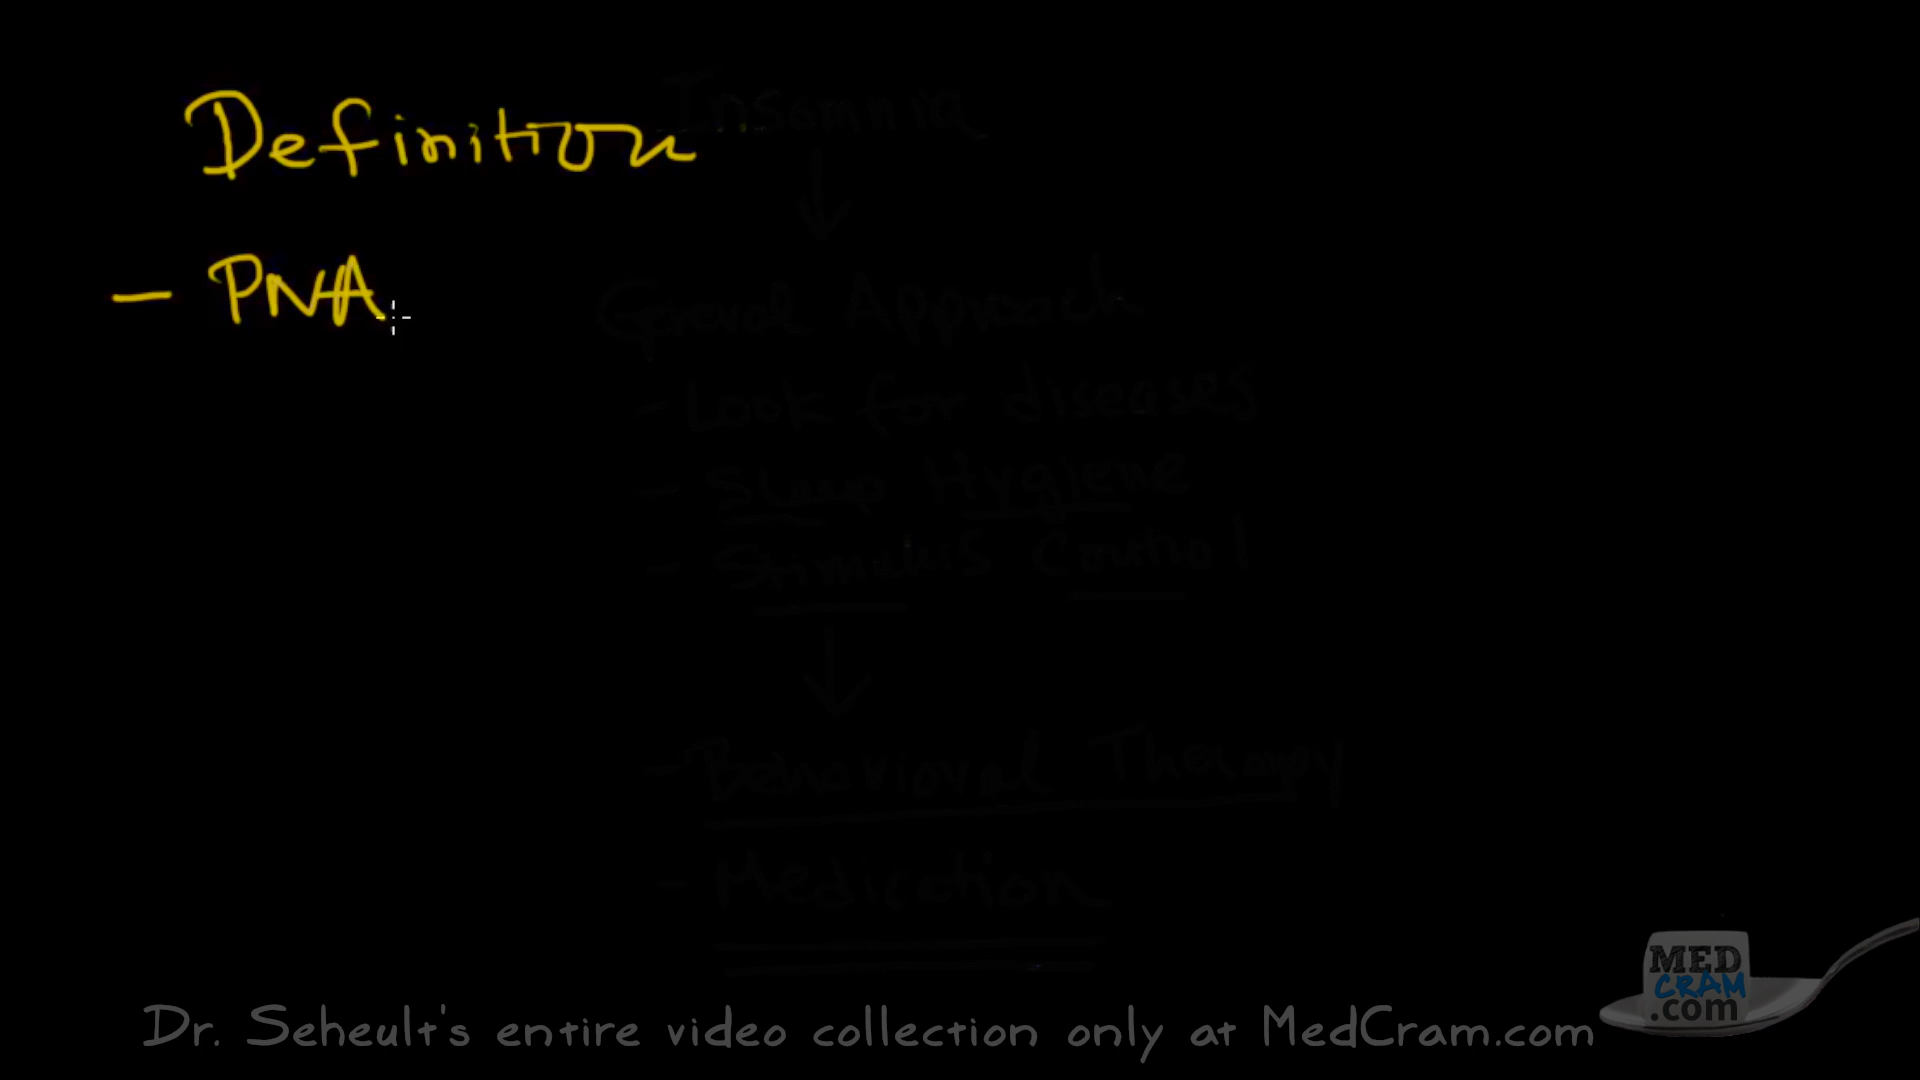 Definition
- PNA
Insomnia
General Approach
- Look for diseases
- Sleep Hygiene
- Stimulus Control
- Behavioral Therapy
- Medication
MED
CRAM
.com
Dr. Seheult's entire video collection only at MedCram.com